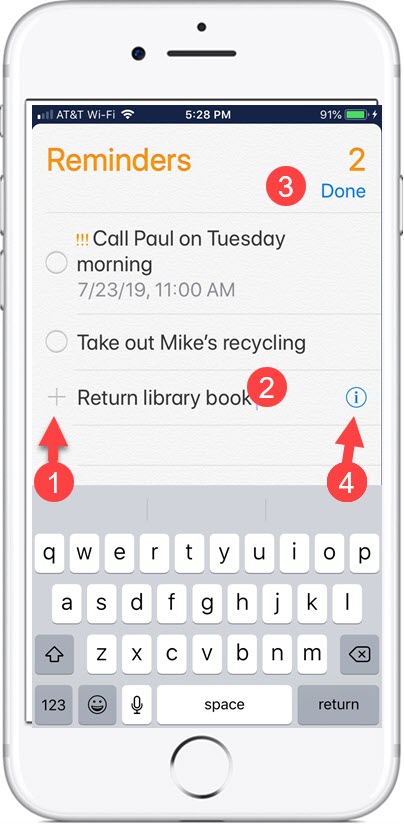 AT&T Wi-Fi 5:28 PM 91%
Reminders 2
3 Done
!!! Call Paul on Tuesday
morning
7/23/19, 11:00 AM
Take out Mike's recycling
Return library book 2
1 4
q w e r t y u i o p
a s d f g h j k l
z x c v b n m
123 space return